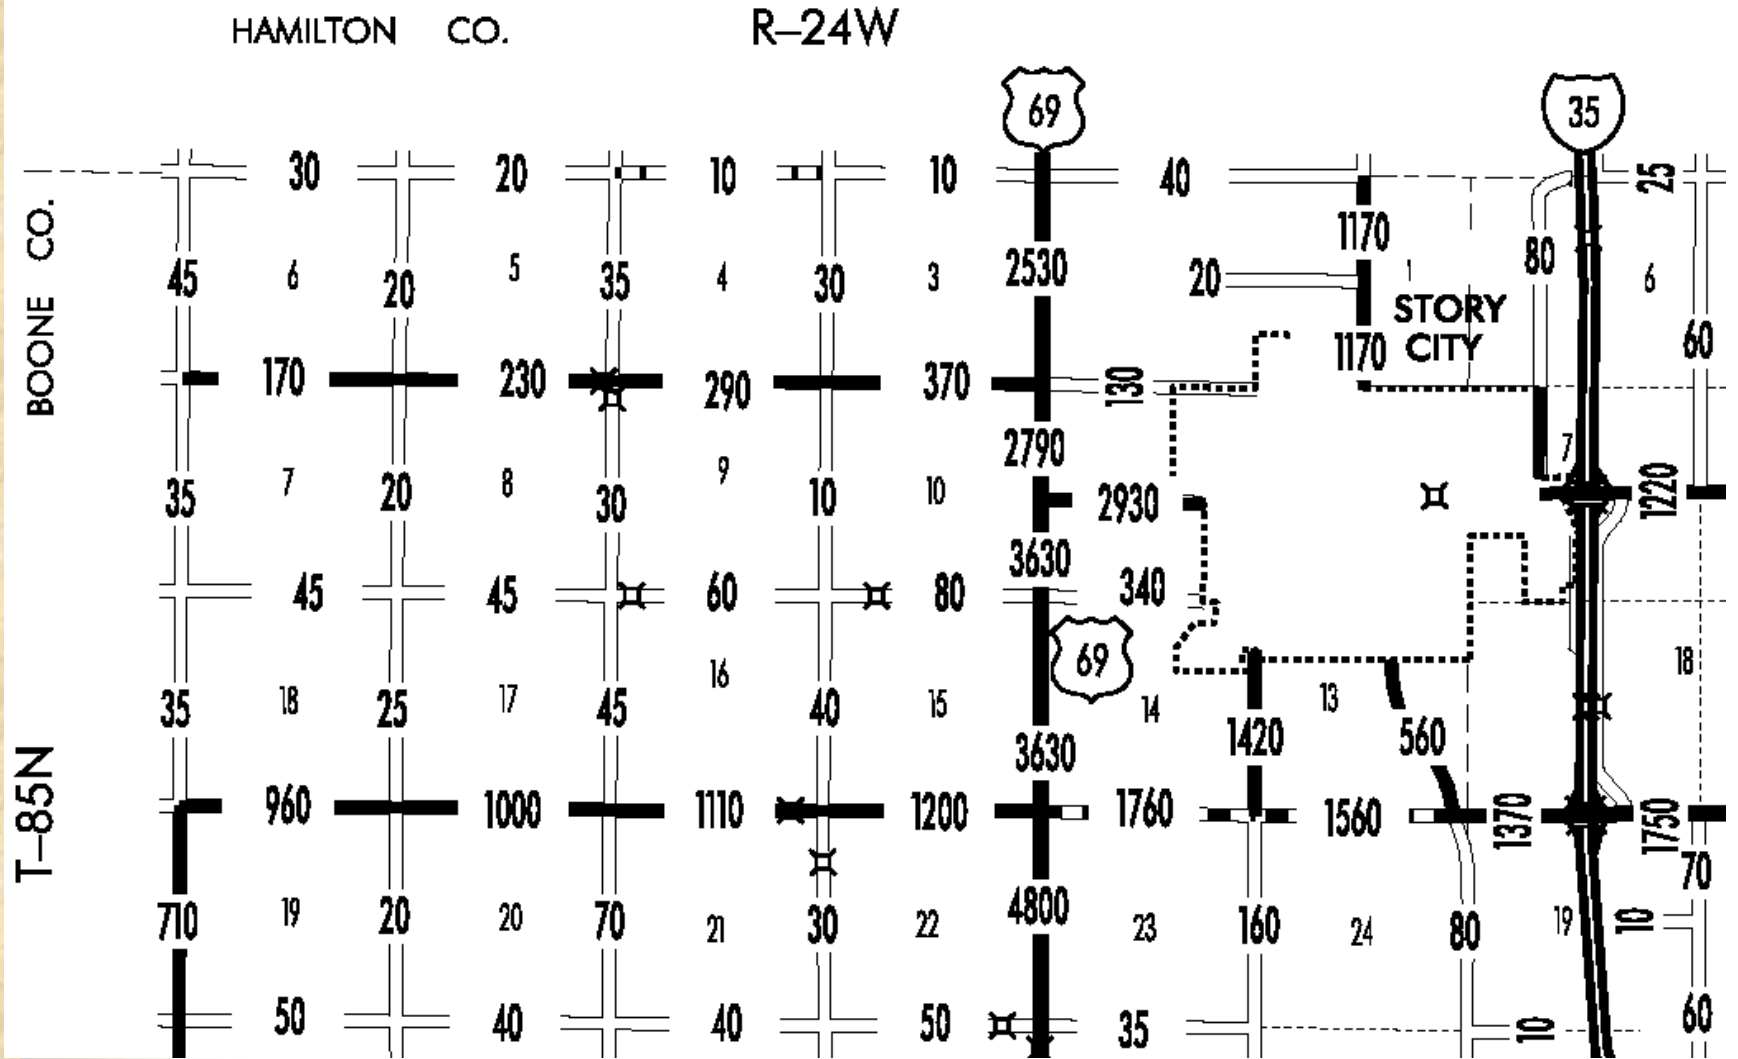 HAMILTON CO. R–24W
69 35
30 20 10 10 40 25
BOONE CO.
1170
45 6 20 5 35 4 30 3 2530 20 1 80 6
STORY
CITY
1170 60
170 230 290 370 130
2790
35 7 20 8 30 9 10 10 2930 7 1220
3630
45 45 60 80 340
69
35 18 25 17 45 16 40 15 14 13 18
1420 560
3630
T–85N
960 1000 1110 1200 1760 1560 1370 1750
70
710 19 20 20 70 21 30 22 4800 23 160 24 80 19 10
50 40 40 50 35 10 60